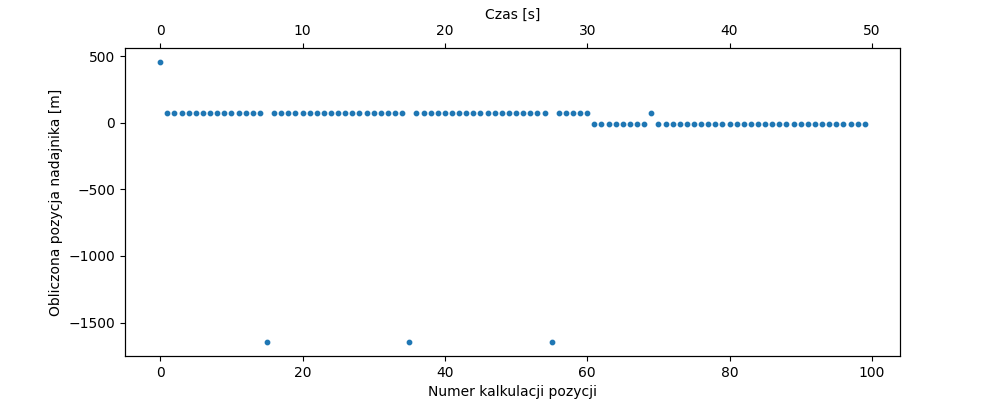 Czas [s]
0 10 20 30 40 50
500
0
−500
−1000
−1500
Obliczona pozycja nadajnika [m]
0 20 40 60 80 100
Numer kalkulacji pozycji